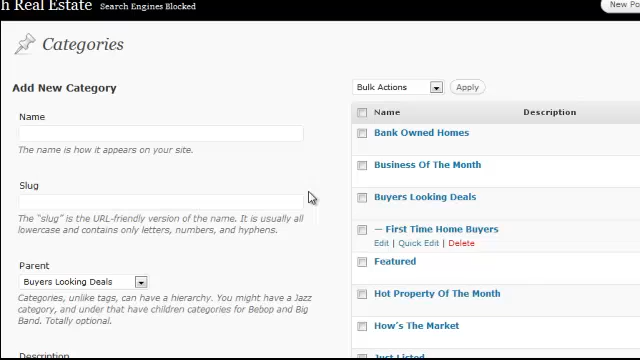 h Real Estate Search Engines Blocked New Po
Categories
Add New Category
Name
The name is how it appears on your site.
Slug
The “slug” is the URL-friendly version of the name. It is usually all
lowercase and contains only letters, numbers, and hyphens.
Parent
Buyers Looking Deals
Categories, unlike tags, can have a hierarchy. You might have a Jazz
category, and under that have children categories for Bebop and Big
Band. Totally optional.
Description
Bulk Actions Apply
Name Description
Bank Owned Homes
Business Of The Month
Buyers Looking Deals
— First Time Home Buyers
Edit | Quick Edit | Delete
Featured
Hot Property Of The Month
How's The Market
Just Listed